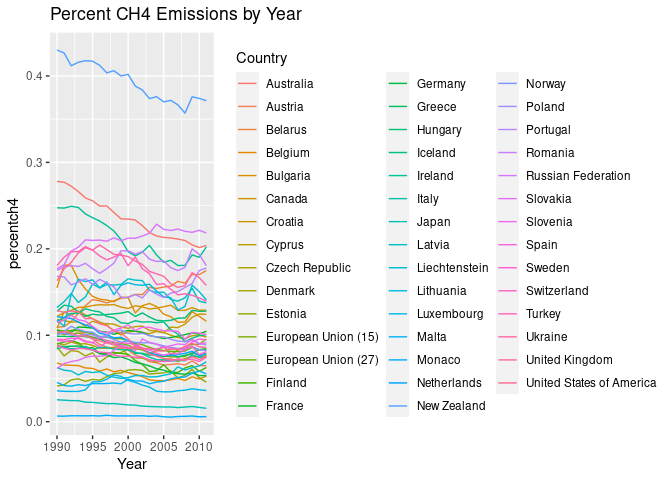 Percent CH4 Emissions by Year
percentch4
0.4
0.3
0.2
0.1
0.0
1990 1995 2000 2005 2010
Year
Country
Australia
Austria
Belarus
Belgium
Bulgaria
Canada
Croatia
Cyprus
Czech Republic
Denmark
Estonia
European Union (15)
European Union (27)
Finland
France
Germany
Greece
Hungary
Iceland
Ireland
Italy
Japan
Latvia
Liechtenstein
Lithuania
Luxembourg
Malta
Monaco
Netherlands
New Zealand
Norway
Poland
Portugal
Romania
Russian Federation
Slovakia
Slovenia
Spain
Sweden
Switzerland
Turkey
Ukraine
United Kingdom
United States of America